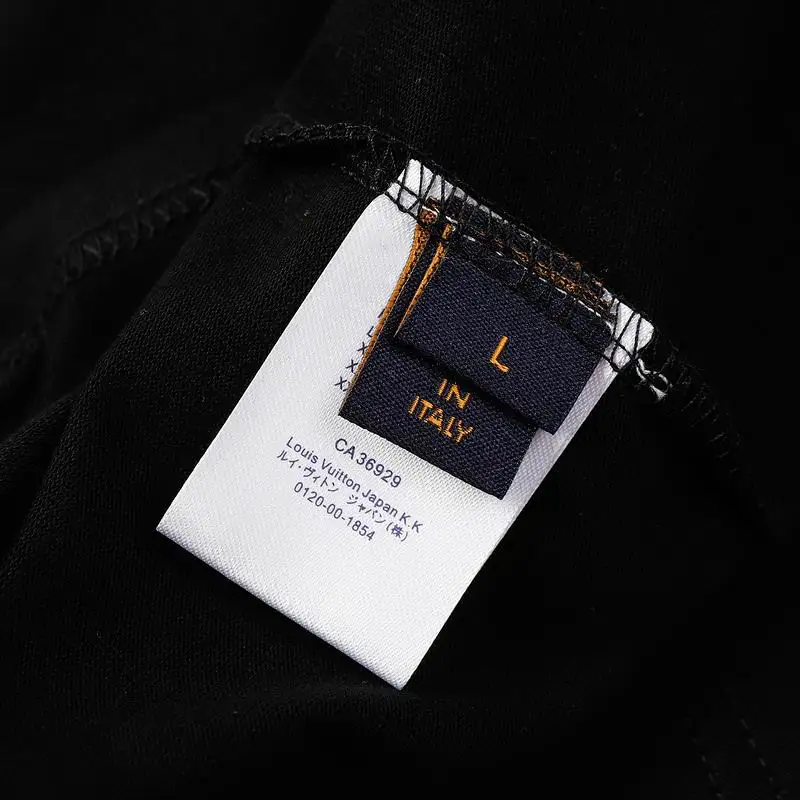 L
IN
ITALY
CA36929
Louis Vuitton Japan K.K
ルイ・ヴィトン ジャパン(株)
0120-00-1854